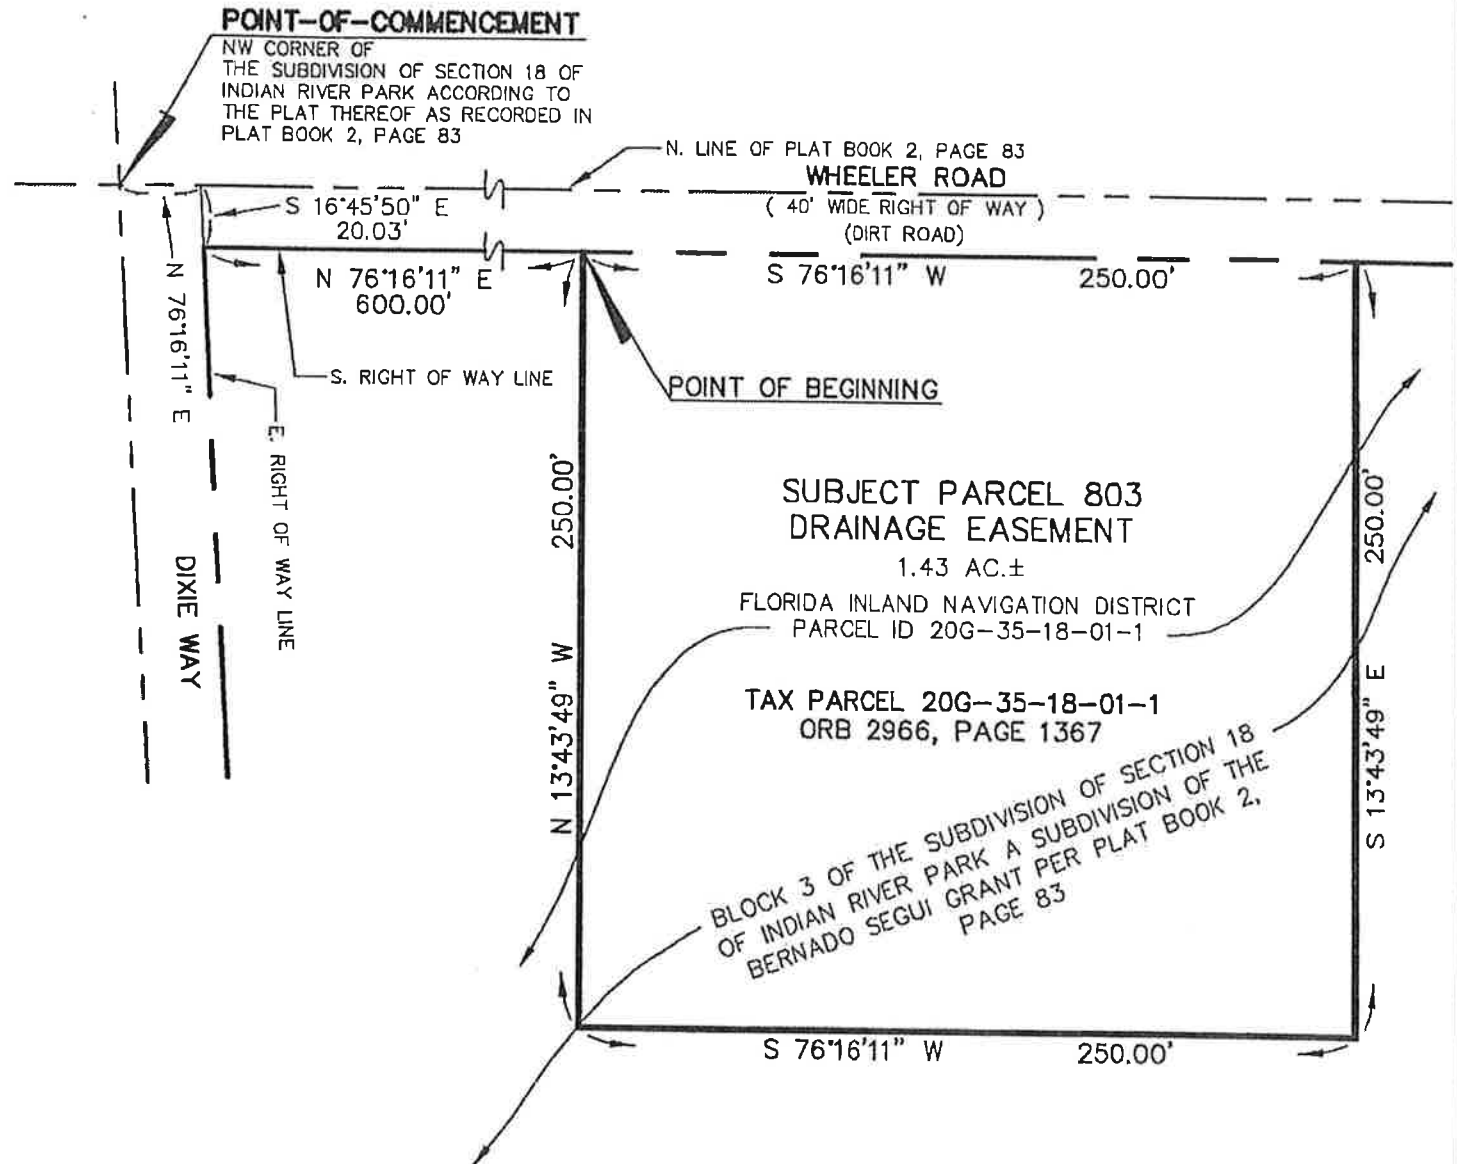 POINT-OF-COMMENCEMENT
NW CORNER OF
THE SUBDIVISION OF SECTION 18 OF
INDIAN RIVER PARK ACCORDING TO
THE PLAT THEREOF AS RECORDED IN
PLAT BOOK 2, PAGE 83
N. LINE OF PLAT BOOK 2, PAGE 83
WHEELER ROAD
( 40' WIDE RIGHT OF WAY )
(DIRT ROAD)
S 16°45'50" E
20.03'
N 76°16'11" E
600.00'
S 76°16'11" W 250.00'
N 76°16'11" E
S. RIGHT OF WAY LINE
E. RIGHT OF WAY LINE
DIXIE WAY
POINT OF BEGINNING
N 13°43'49" W 250.00'
SUBJECT PARCEL 803
DRAINAGE EASEMENT
1.43 AC.±
FLORIDA INLAND NAVIGATION DISTRICT
PARCEL ID 20G-35-18-01-1
TAX PARCEL 20G-35-18-01-1
ORB 2966, PAGE 1367
BLOCK 3 OF THE SUBDIVISION OF SECTION 18
OF INDIAN RIVER PARK A SUBDIVISION OF THE
BERNADO SEGUI GRANT PER PLAT BOOK 2,
PAGE 83
S 13°43'49" E 250.00'
S 76°16'11" W 250.00'